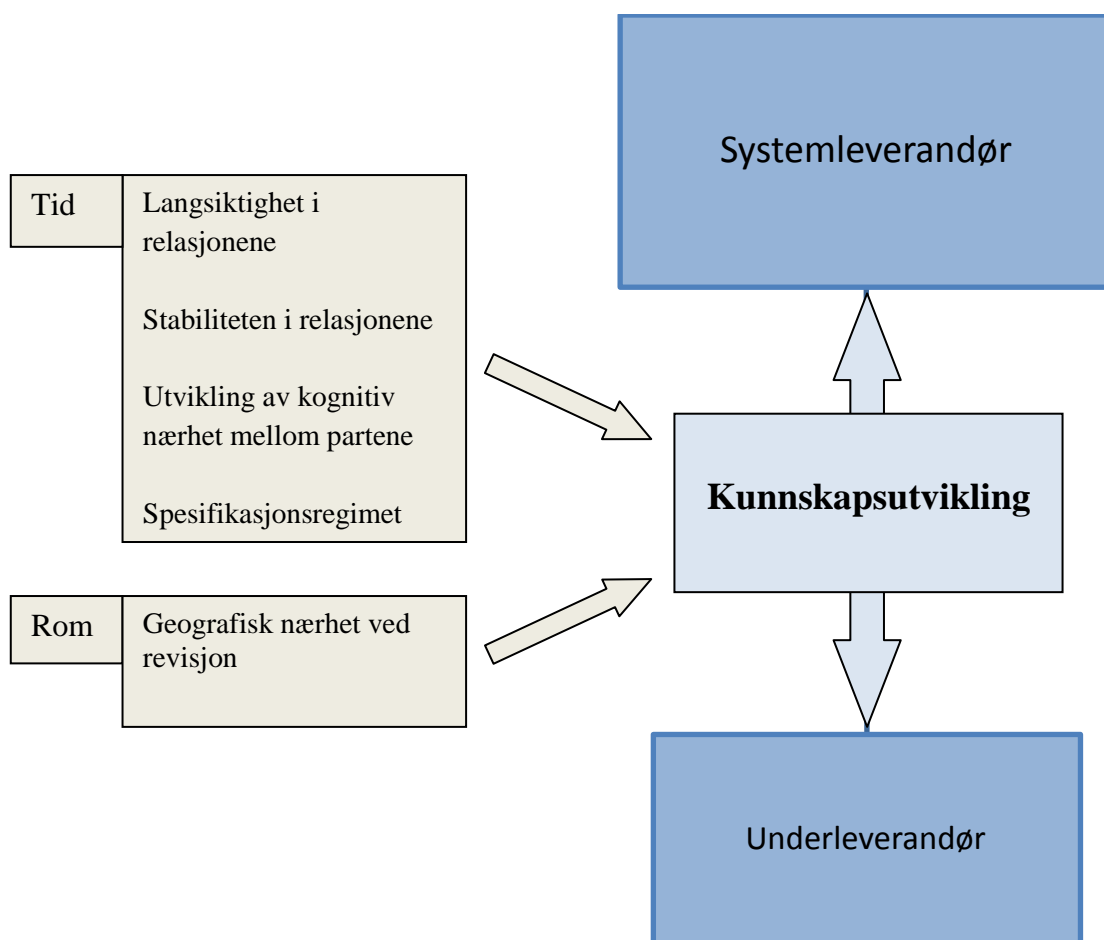 Systemleverandør
Tid
Langsiktighet i
relasjonene
Stabiliteten i relasjonene
Utvikling av kognitiv
nærhet mellom partene
Spesifikasjonsregimet
Kunnskapsutvikling
Rom
Geografisk nærhet ved
revisjon
Underleverandør